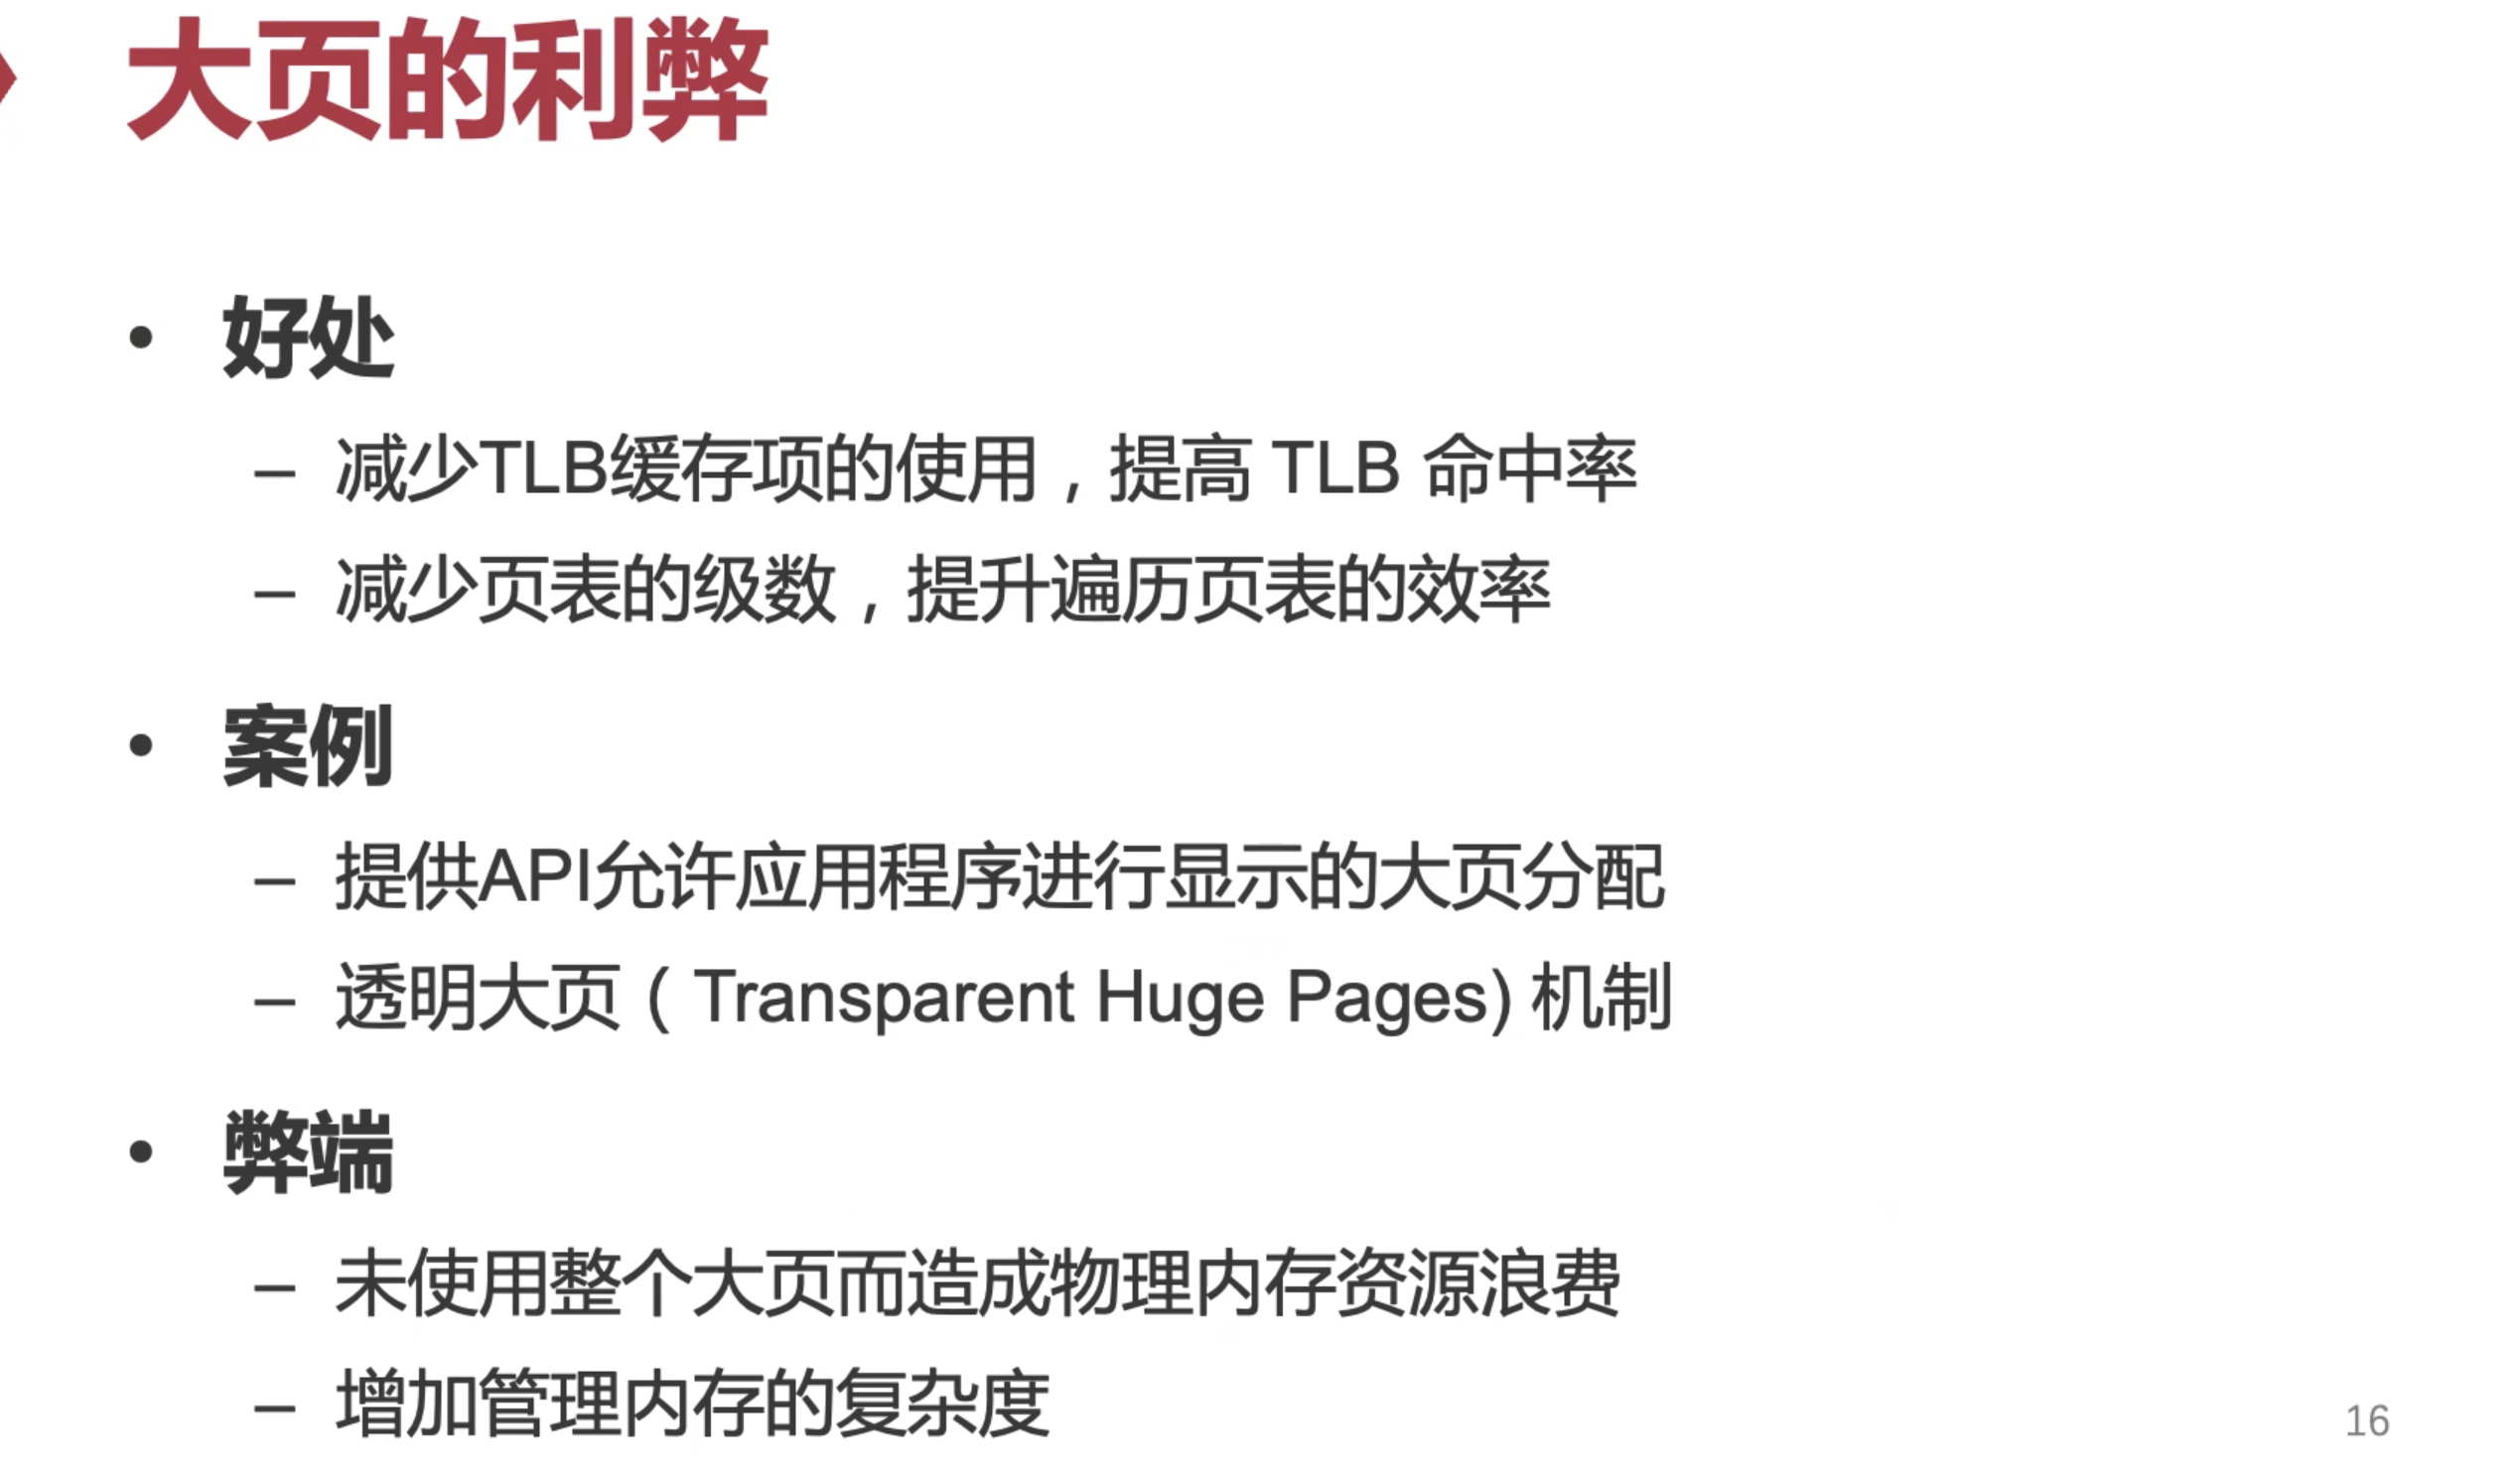 大页的利弊
• 好处
– 减少TLB缓存项的使用，提高 TLB 命中率
– 减少页表的级数，提升遍历页表的效率
• 案例
– 提供API允许应用程序进行显示的大页分配
– 透明大页（ Transparent Huge Pages) 机制
• 弊端
– 未使用整个大页而造成物理内存资源浪费
– 增加管理内存的复杂度
16